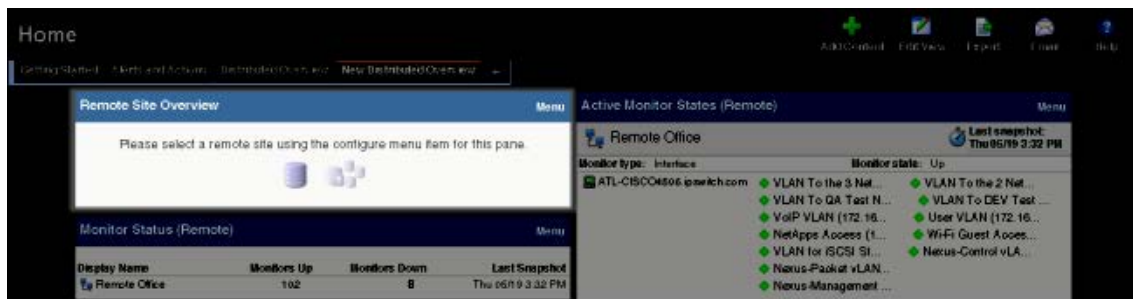 Home
Add Content Edit View Export Email Help
Getting Started Alerts and Actions Distributed Overview New Distributed Overview
Remote Site Overview Menu
Please select a remote site using the configure menu item for this pane
Active Monitor States (Remote) Menu
Remote Office
Last snapshot:
Thu 05/19 3:32 PM
Monitor type: Interface Monitor state: Up
ATL-CISCO4506.ipswitch.com
VLAN To the 3 Net... VLAN To the 2 Net...
VLAN To QA Test N... VLAN To DEV Test ...
VoIP VLAN (172.16... User VLAN (172.16...
NetApps Access (1... Wi-Fi Guest Acces...
VLAN for iSCSI St... Nexus-Control vLA...
Nexus-Packet vLAN...
Nexus-Management ...
Monitor Status (Remote) Menu
Display Name Monitors Up Monitors Down Last Snapshot
Remote Office 102 8 Thu 05/19 3:32 PM